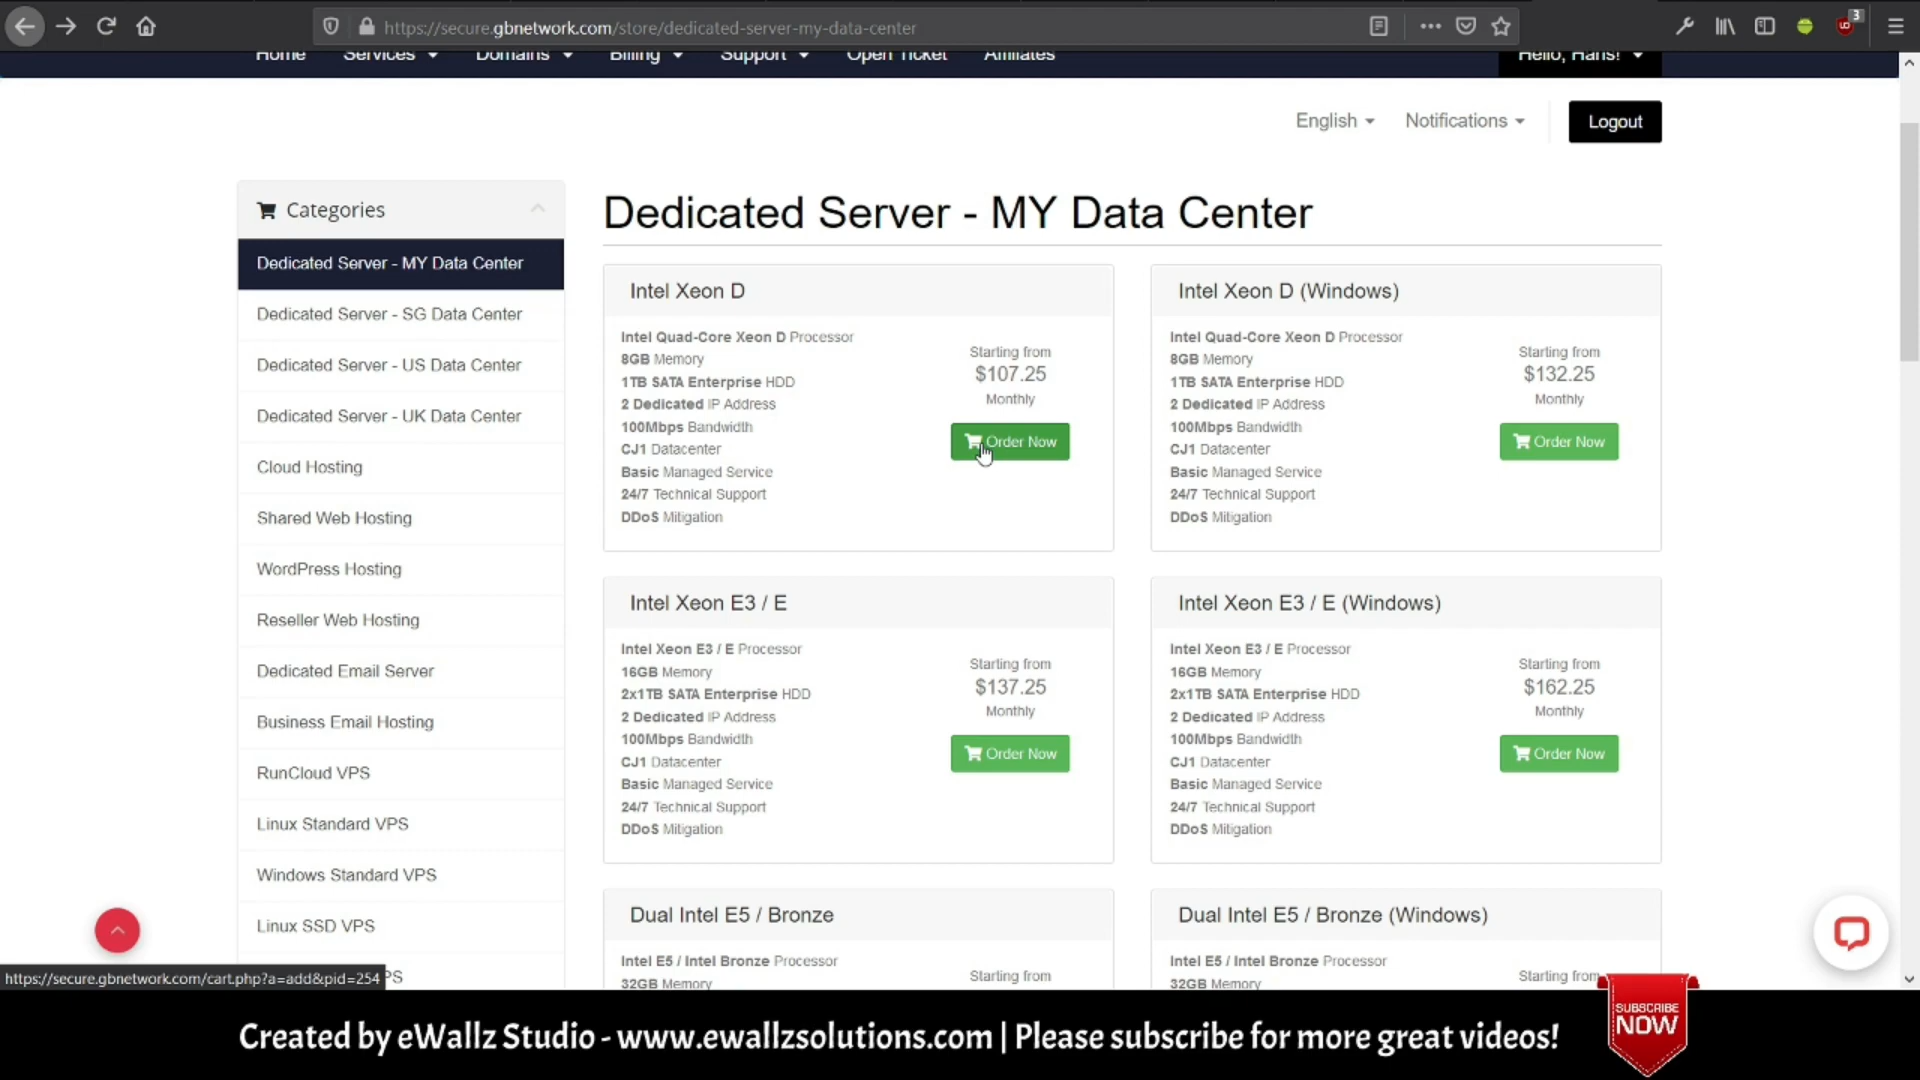 https://secure.gbnetwork.com/store/dedicated-server-my-data-center
3
Home Services Domains Billing Support Open Ticket Affiliates Hello, Haris!
English Notifications Logout
Categories
Dedicated Server - MY Data Center
Dedicated Server - SG Data Center
Dedicated Server - US Data Center
Dedicated Server - UK Data Center
Cloud Hosting
Shared Web Hosting
WordPress Hosting
Reseller Web Hosting
Dedicated Email Server
Business Email Hosting
RunCloud VPS
Linux Standard VPS
Windows Standard VPS
Linux SSD VPS
PS
https://secure.gbnetwork.com/cart.php?a=add&pid=254
Dedicated Server - MY Data Center
Intel Xeon D
Intel Quad-Core Xeon D Processor
8GB Memory
1TB SATA Enterprise HDD
2 Dedicated IP Address
100Mbps Bandwidth
CJ1 Datacenter
Basic Managed Service
24/7 Technical Support
DDoS Mitigation
Starting from
$107.25
Monthly
Order Now
Intel Xeon D (Windows)
Intel Quad-Core Xeon D Processor
8GB Memory
1TB SATA Enterprise HDD
2 Dedicated IP Address
100Mbps Bandwidth
CJ1 Datacenter
Basic Managed Service
24/7 Technical Support
DDoS Mitigation
Starting from
$132.25
Monthly
Order Now
Intel Xeon E3 / E
Intel Xeon E3 / E Processor
16GB Memory
2x1TB SATA Enterprise HDD
2 Dedicated IP Address
100Mbps Bandwidth
CJ1 Datacenter
Basic Managed Service
24/7 Technical Support
DDoS Mitigation
Starting from
$137.25
Monthly
Order Now
Intel Xeon E3 / E (Windows)
Intel Xeon E3 / E Processor
16GB Memory
2x1TB SATA Enterprise HDD
2 Dedicated IP Address
100Mbps Bandwidth
CJ1 Datacenter
Basic Managed Service
24/7 Technical Support
DDoS Mitigation
Starting from
$162.25
Monthly
Order Now
Dual Intel E5 / Bronze
Intel E5 / Intel Bronze Processor
32GB Memory
Starting from
Dual Intel E5 / Bronze (Windows)
Intel E5 / Intel Bronze Processor
32GB Memory
Starting from
Created by eWallz Studio - www.ewallzsolutions.com | Please subscribe for more great videos!
SUBSCRIBE
NOW